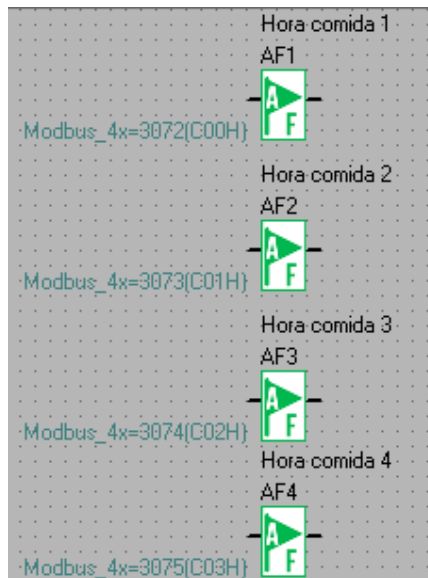 Hora comida 1
AF1
A
F
Modbus_4x=3072(C00H)
Hora comida 2
AF2
A
F
Modbus_4x=3073(C01H)
Hora comida 3
AF3
A
F
Modbus_4x=3074(C02H)
Hora comida 4
AF4
A
F
Modbus_4x=3075(C03H)